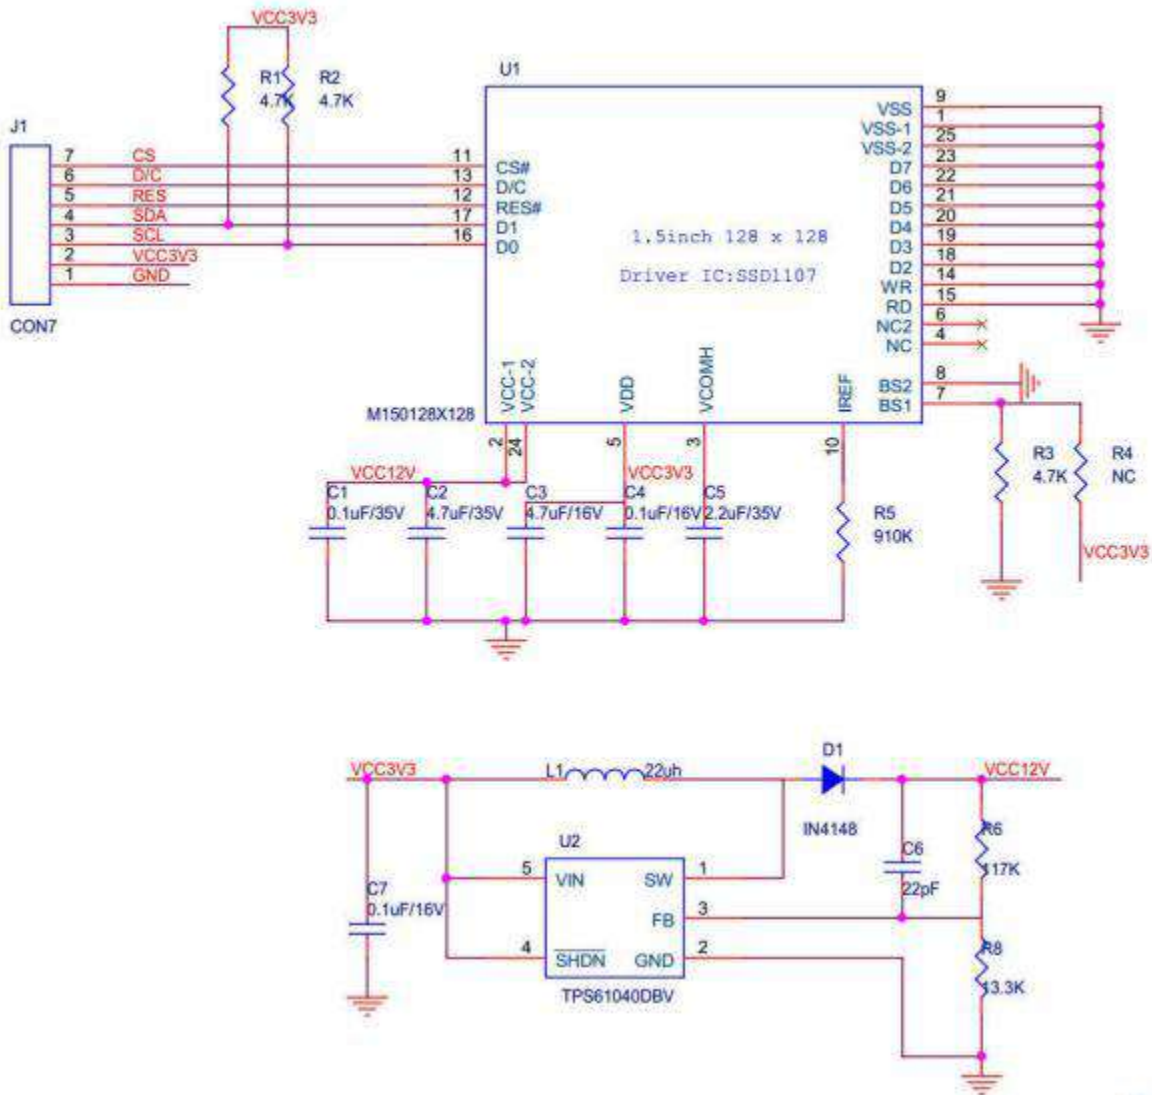 VCC3V3
R1
4.7K
R2
4.7K
J1
7 CS
6 D/C
5 RES
4 SDA
3 SCL
2 VCC3V3
1 GND
CON7
U1
11 CS#
13 D/C
12 RES#
17 D1
16 D0
1.5inch 128 x 128
Driver IC:SSD1107
VSS 9
VSS-1 1
VSS-2 25
D7 23
D6 22
D5 21
D4 20
D3 19
D2 18
WR 14
RD 15
NC2 6
NC 4
BS2 8
BS1 7
VCC-1 2
VCC-2 24
VDD 5
VCOMH 3
IREF 10
M150128X128
VCC12V
VCC3V3
C1
0.1uF/35V
C2
4.7uF/35V
C3
4.7uF/16V
C4
0.1uF/16V
C5
2.2uF/35V
R5
910K
R3
4.7K
R4
NC
VCC3V3
VCC3V3
L1
22uh
D1
IN4148
VCC12V
U2
5 VIN
4 SHDN
SW 1
FB 3
GND 2
TPS61040DBV
C7
0.1uF/16V
C6
22pF
R6
117K
R8
13.3K